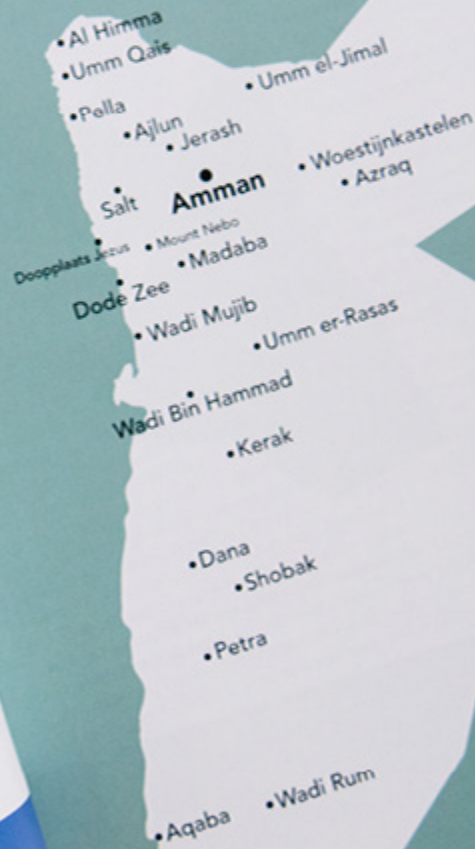 Al Himma
Umm Qais
Umm el-Jimal
Pella
Ajlun
Jerash
Woestijnkastelen
Azraq
Amman
Salt
Mount Nebo
Doopplaats Jezus
Madaba
Dode Zee
Wadi Mujib
Umm er-Rasas
Wadi Bin Hammad
Kerak
Dana
Shobak
Petra
Wadi Rum
Aqaba